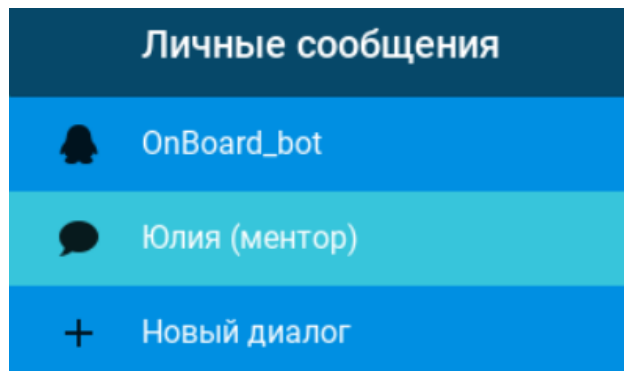 Личные сообщения
OnBoard_bot
Юлия (ментор)
Новый диалог